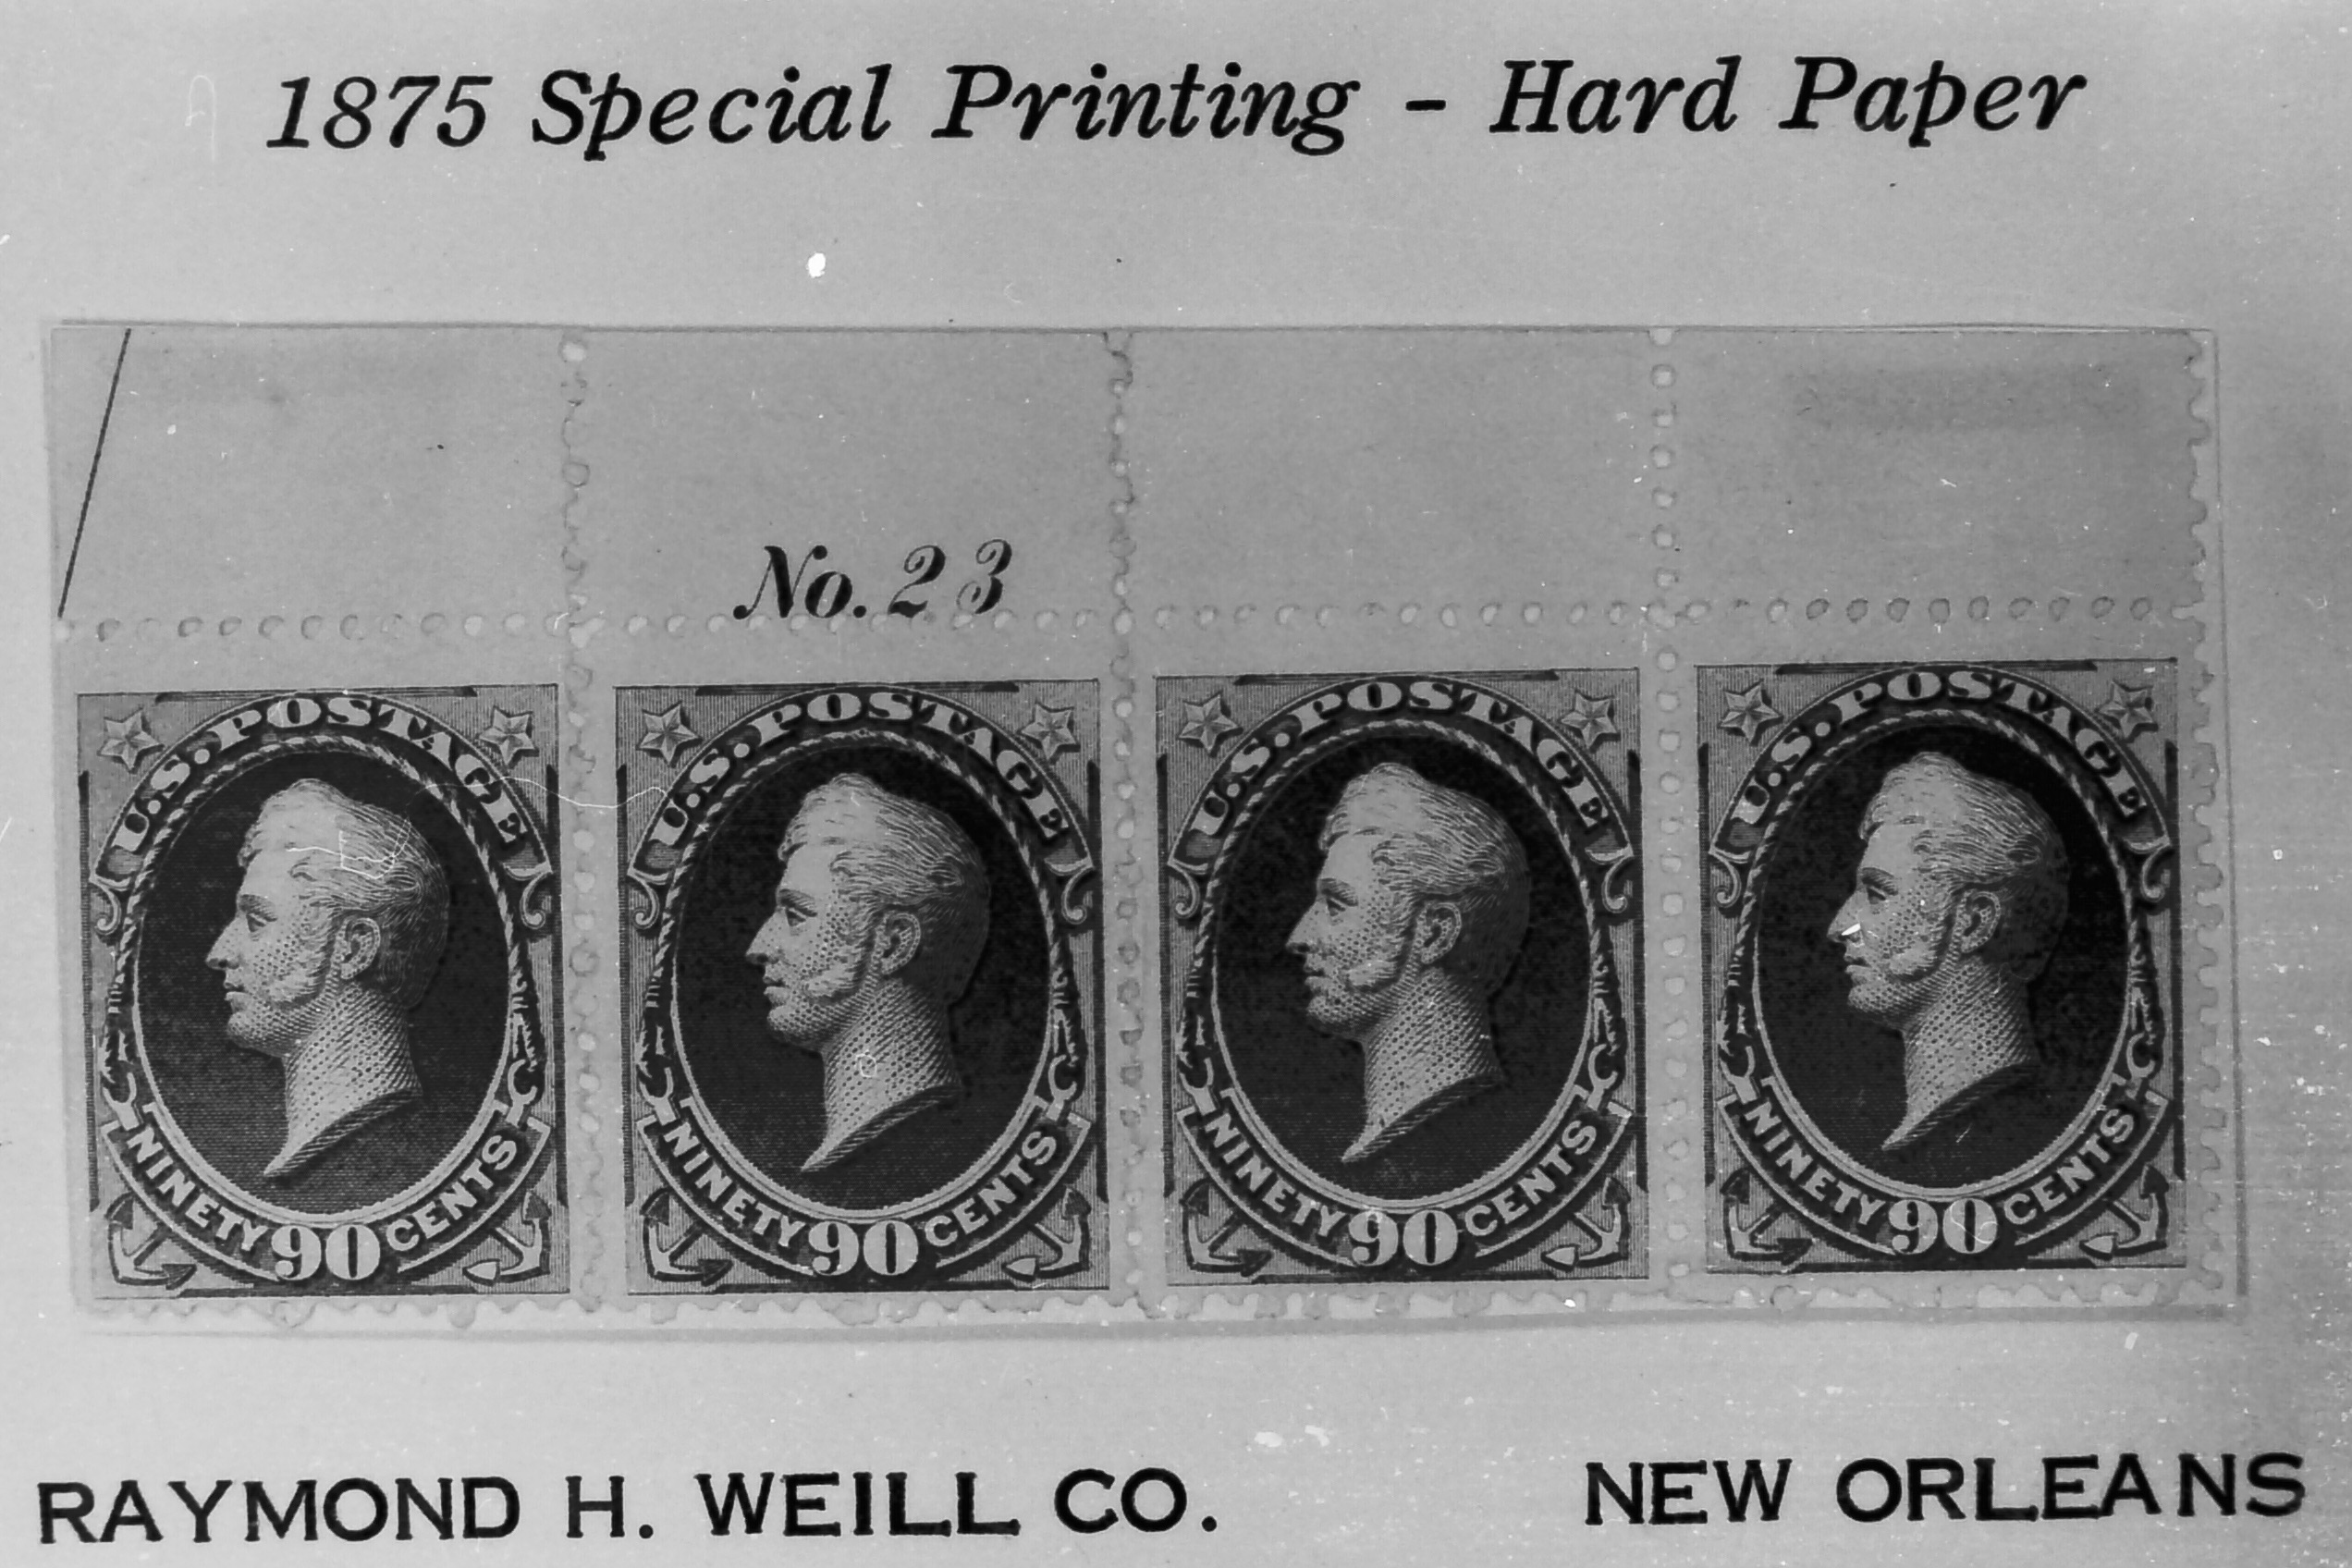 1875 Special Printing - Hard Paper
No. 23
U.S. POSTAGE U.S. POSTAGE U.S. POSTAGE U.S. POSTAGE
NINETY 90 CENTS NINETY 90 CENTS NINETY 90 CENTS NINETY 90 CENTS
RAYMOND H. WEILL CO. NEW ORLEANS